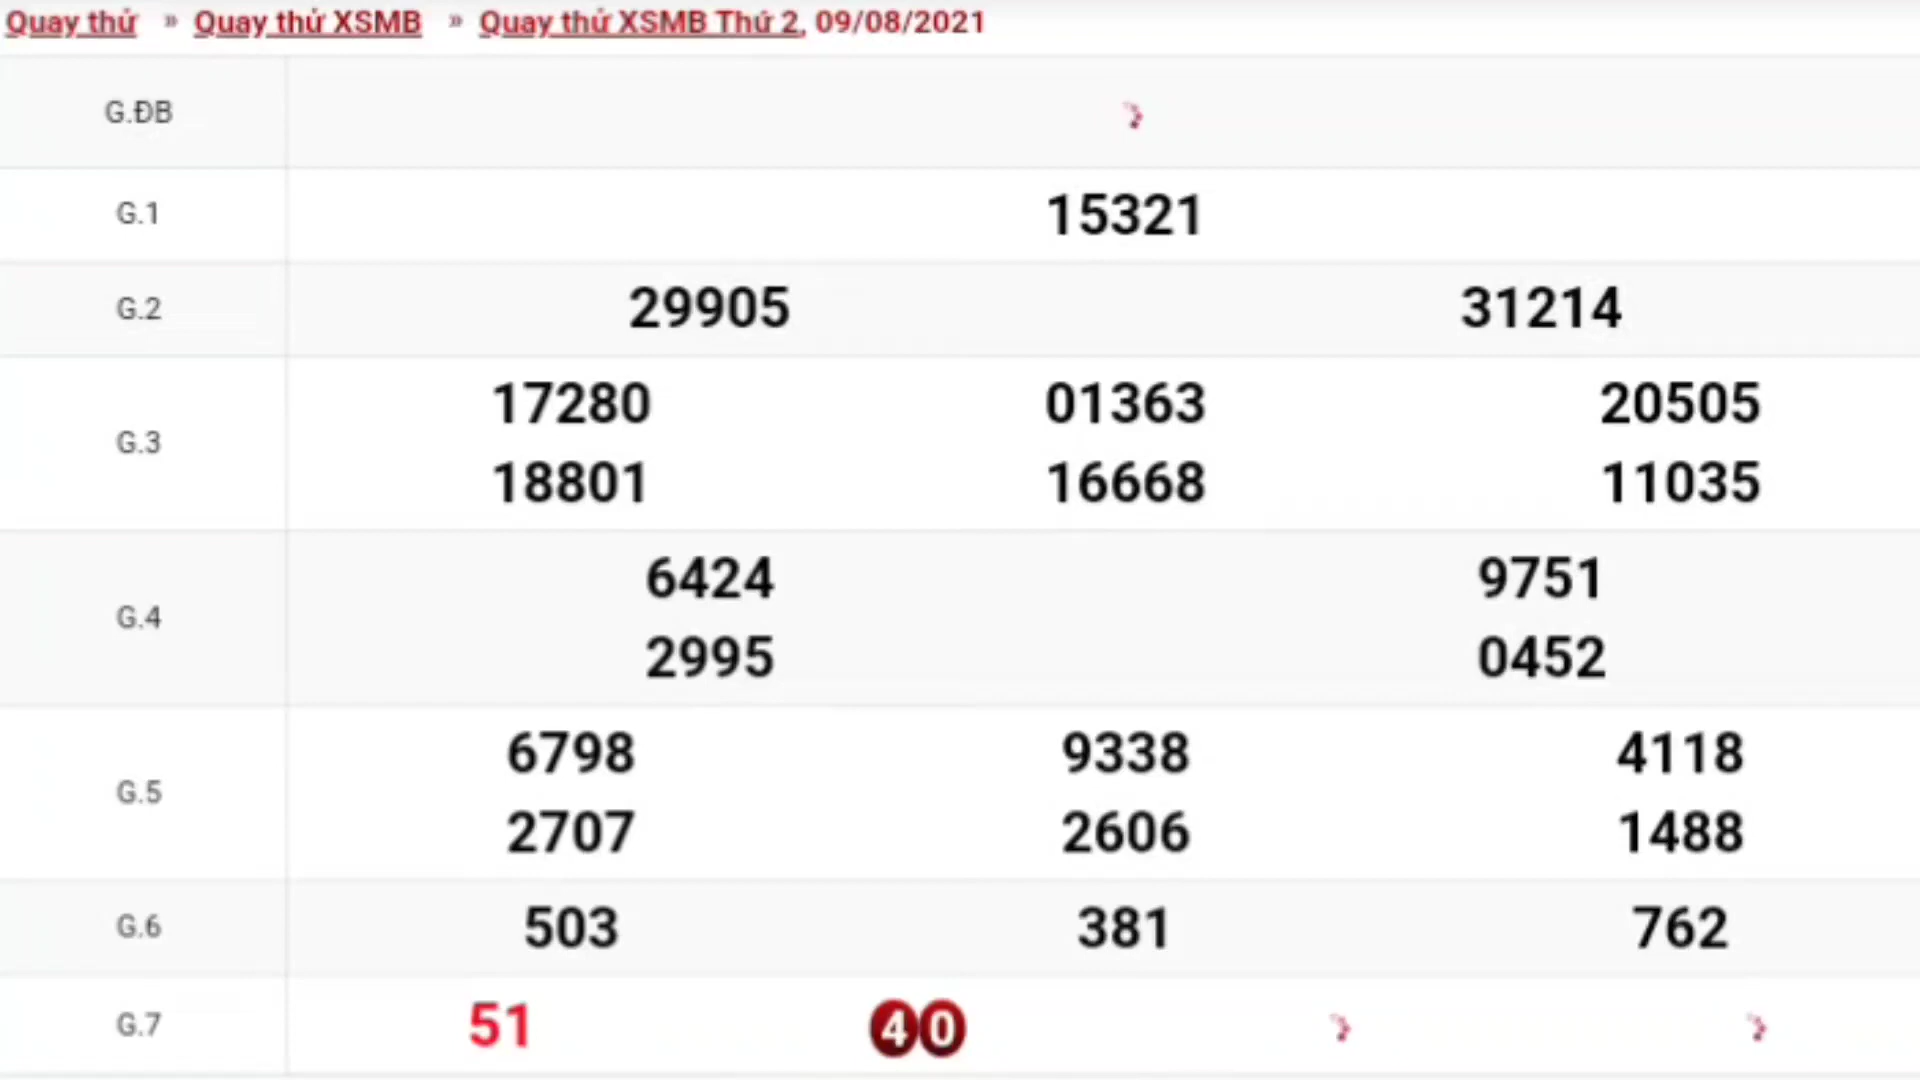 Quay thử » Quay thử XSMB » Quay thử XSMB Thứ 2, 09/08/2021
G.ĐB
G.1 15321
G.2 29905 31214
G.3 17280 01363 20505
18801 16668 11035
G.4 6424 9751
2995 0452
G.5 6798 9338 4118
2707 2606 1488
G.6 503 381 762
G.7 51 40